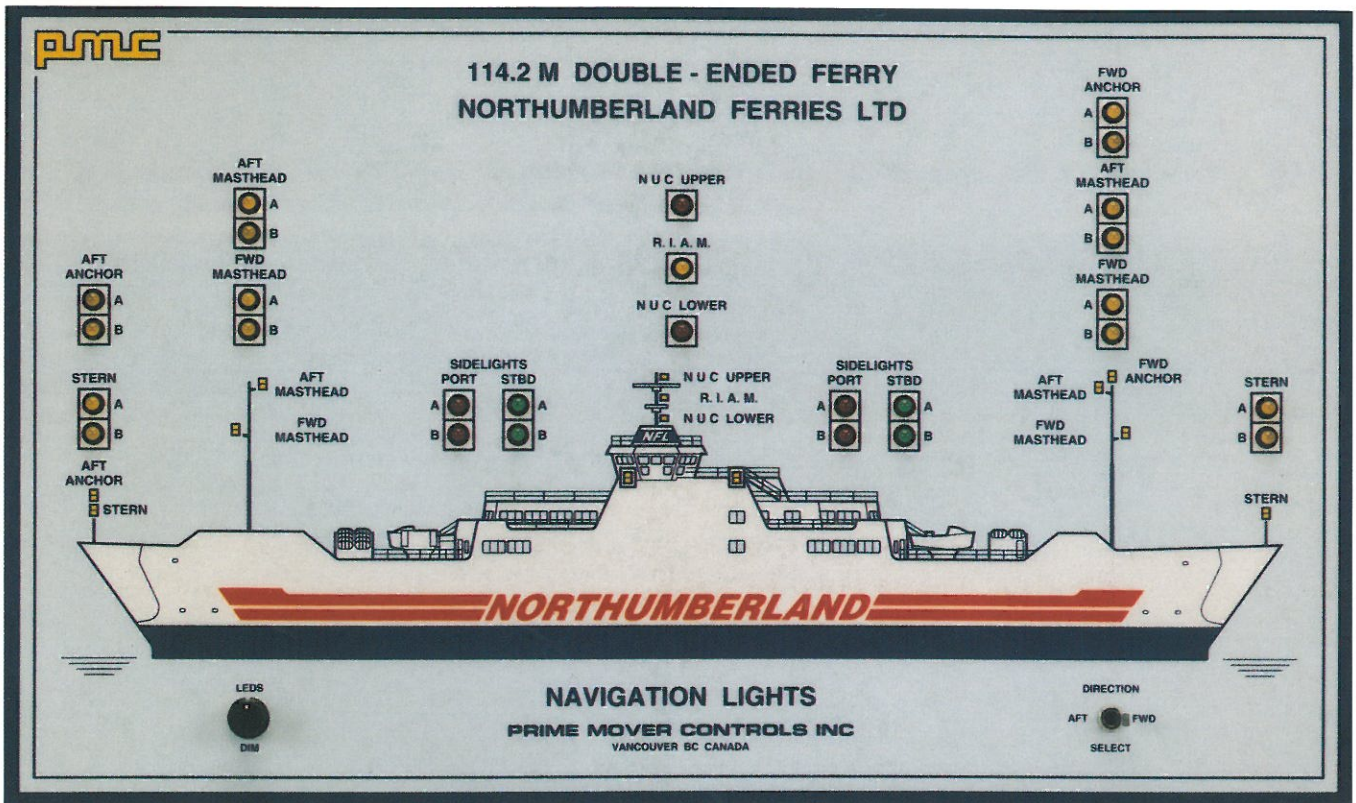 pmc
114.2 M DOUBLE - ENDED FERRY
NORTHUMBERLAND FERRIES LTD
FWD
ANCHOR
A
B
AFT
MASTHEAD
A
B
N U C UPPER
AFT
MASTHEAD
A
B
R. I. A. M.
AFT
ANCHOR
A
B
FWD
MASTHEAD
A
B
N U C LOWER
FWD
MASTHEAD
A
B
STERN
A
B
AFT
MASTHEAD
FWD
MASTHEAD
SIDELIGHTS
PORT STBD
A A
B B
N U C UPPER
R. I. A. M.
N U C LOWER
NFL
SIDELIGHTS
PORT STBD
A A
B B
AFT
MASTHEAD
FWD
ANCHOR
FWD
MASTHEAD
STERN
A
B
AFT
ANCHOR
STERN
STERN
NORTHUMBERLAND
LEDS
DIM
NAVIGATION LIGHTS
PRIME MOVER CONTROLS INC
VANCOUVER BC CANADA
DIRECTION
AFT FWD
SELECT